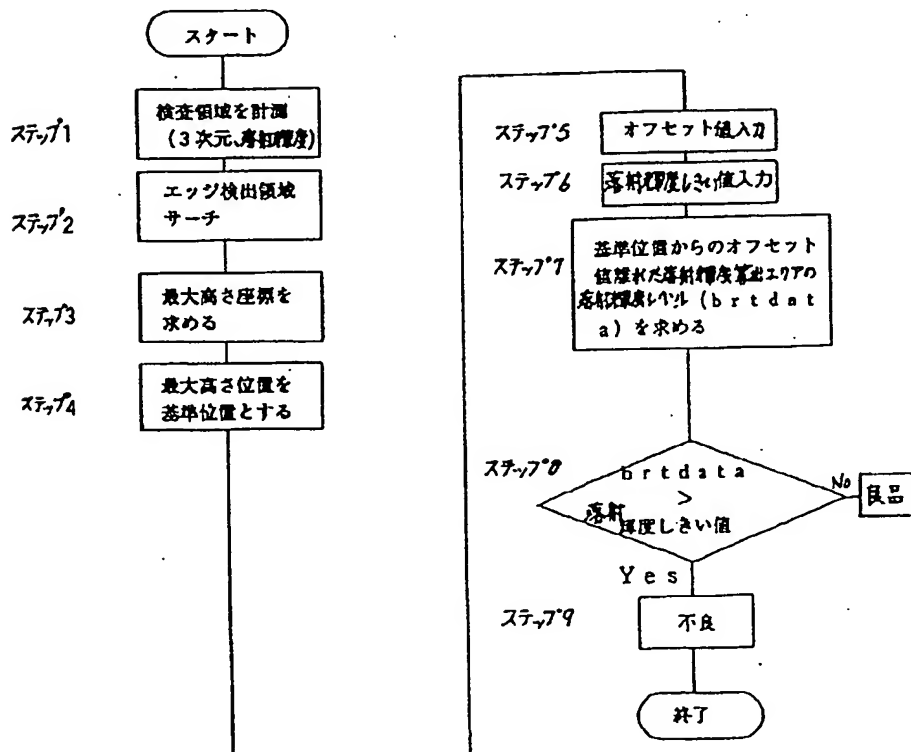 スタート
ステップ1
検査領域を計測
(3次元、落射輝度)
ステップ2
エッジ検出領域
サーチ
ステップ3
最大高さ座標を
求める
ステップ4
最大高さ位置を
基準位置とする
ステップ5
オフセット値入力
ステップ6
落射輝度しきい値入力
ステップ7
基準位置からのオフセット
値離れた落射輝度算出エリアの
落射輝度レベル(brtdat
a)を求める
ステップ8
brtdata
>
落射
輝度しきい値
No
良品
Yes
ステップ9
不良
終了